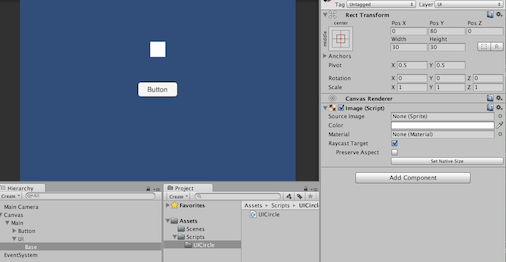 Tag Untagged Layer UI
Rect Transform
center Pos X Pos Y Pos Z
0 80 0
middle Width Height
30 30 R
Anchors
Pivot X 0.5 Y 0.5
Rotation X 0 Y 0 Z 0
Scale X 1 Y 1 Z 1
Canvas Renderer
Image (Script)
Source Image None (Sprite)
Color
Material None (Material)
Raycast Target
Preserve Aspect
Set Native Size
Add Component
Button
Hierarchy
Create All
Main Camera
Canvas
Main
Button
UI
Base
EventSystem
Project
Create
Favorites
Assets
Scenes
Scripts
UICircle
Assets Scripts UICircle
UICircle